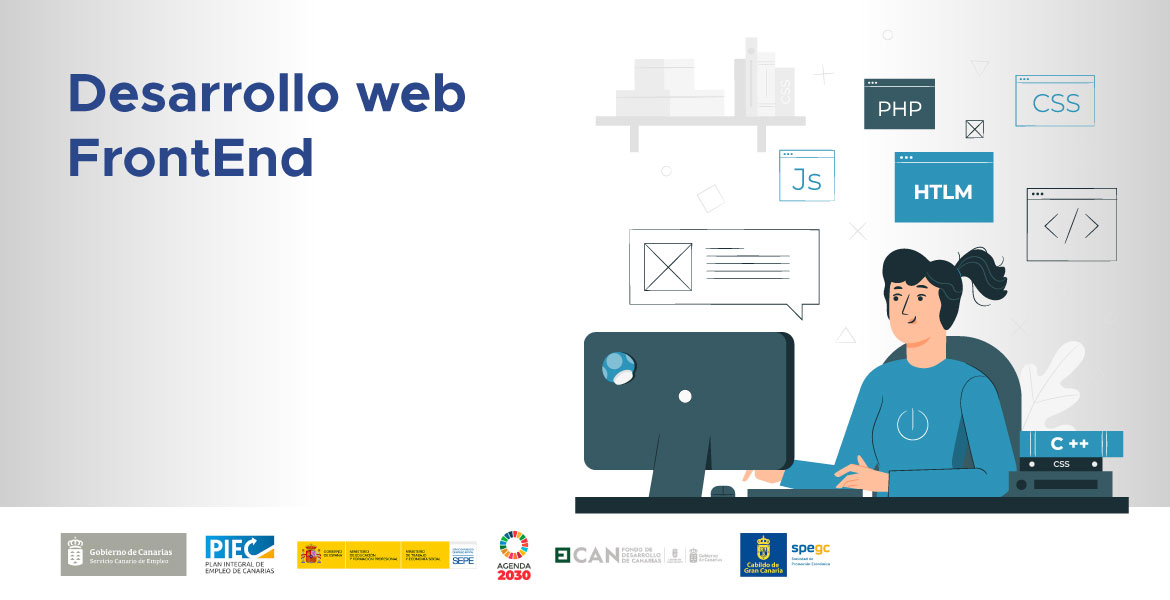 Desarrollo web
FrontEnd
CSS
PHP
CSS
Js
HTLM
</>
C ++
CSS
Gobierno de Canarias
Servicio Canario de Empleo
PIEC
PLAN INTEGRAL DE
EMPLEO DE CANARIAS
GOBIERNO
DE ESPAÑA
MINISTERIO
DE EDUCACIÓN
Y FORMACIÓN PROFESIONAL
MINISTERIO
DE TRABAJO
Y ECONOMÍA SOCIAL
SEPE
AGENDA
2030
CAN
FONDO DE
DESARROLLO
DE CANARIAS
Gobierno
de Canarias
Cabildo de
Gran Canaria
spegc
Sociedad de
Promoción Económica